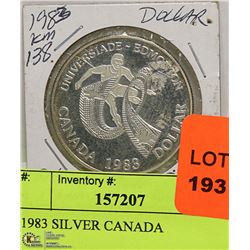 1983 DOLLAR
KM
138.
UNIVERSIADE - EDMONTON
CANADA 1983 DOLLAR
LOT
193
#: Inventory #:
157207
1983 SILVER CANADA